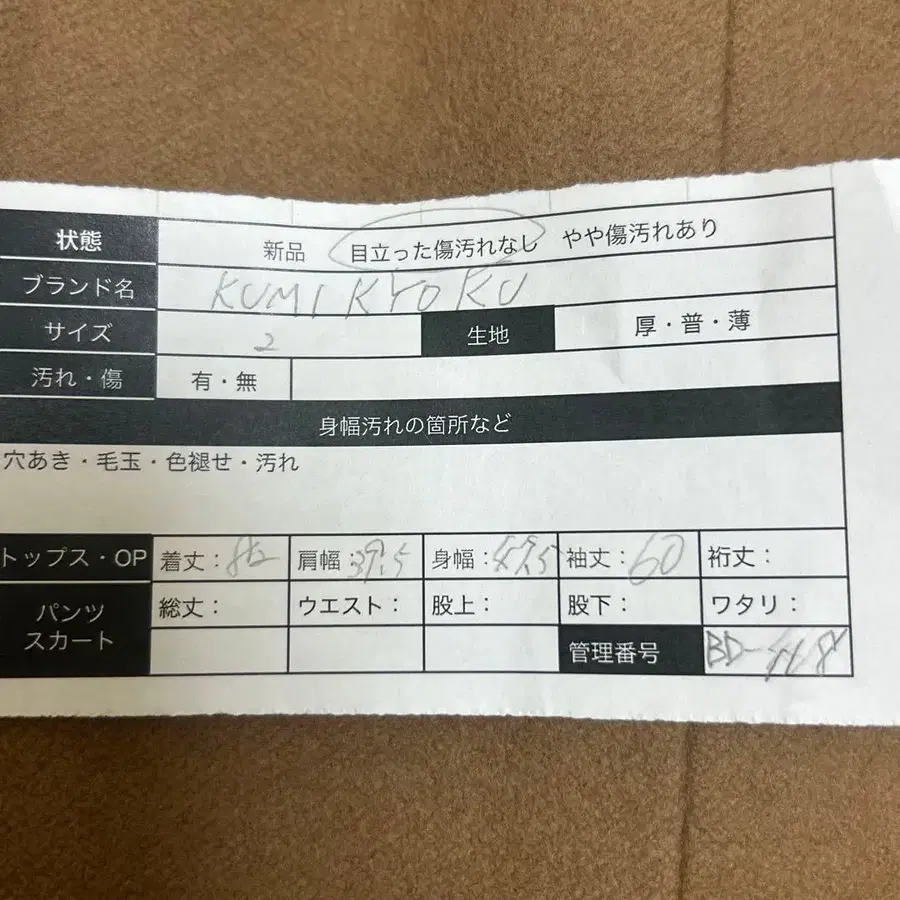 状態 新品 目立った傷汚れなし やや傷汚れあり
ブランド名 KUMIKYOKU
サイズ 2 生地 厚・普・薄
汚れ・傷 有・無
身幅汚れの箇所など
穴あき・毛玉・色褪せ・汚れ
トップス・OP 着丈： 肩幅：39.5 身幅： 袖丈：60 裄丈：
パンツ 総丈： ウエスト： 股上： 股下： ワタリ：
スカート
管理番号